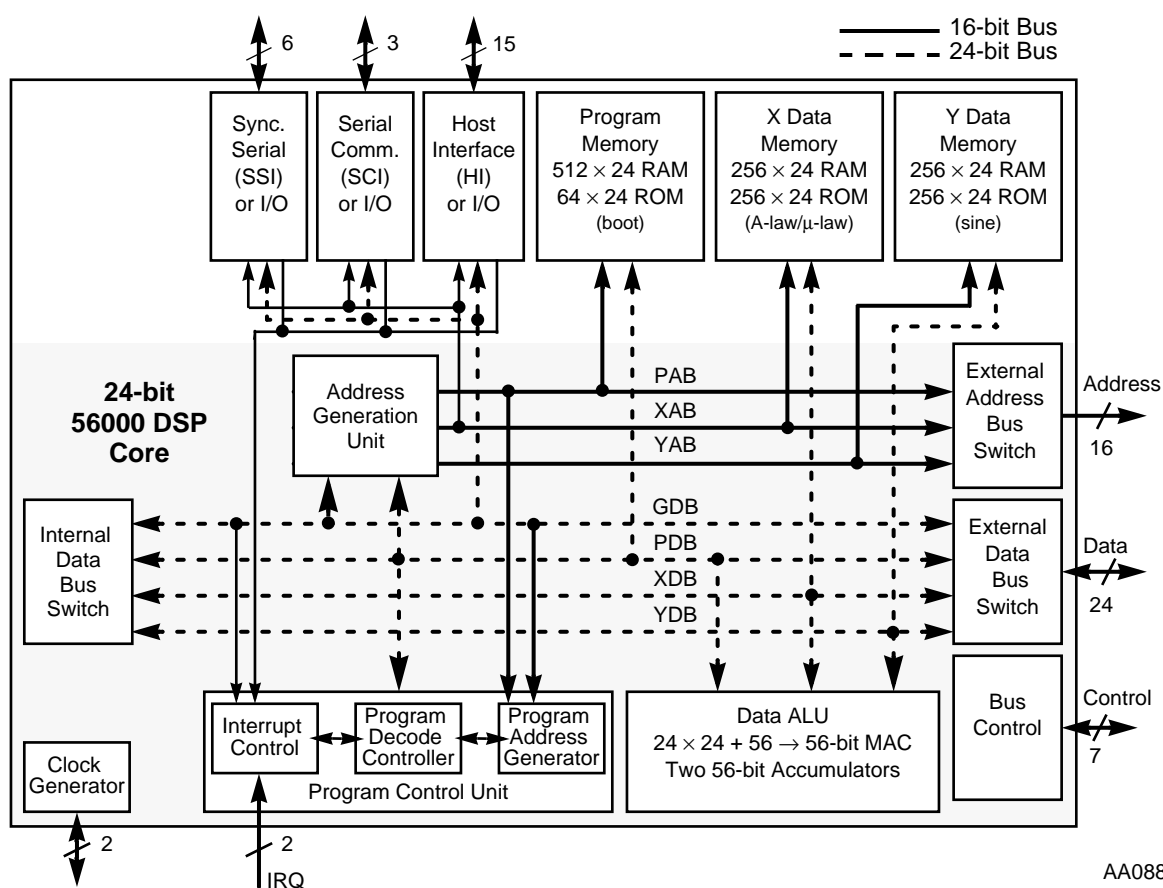 6
3
15
16-bit Bus
24-bit Bus
Sync.
Serial
(SSI)
or I/O
Serial
Comm.
(SCI)
or I/O
Host
Interface
(HI)
or I/O
Program
Memory
512 × 24 RAM
64 × 24 ROM
(boot)
X Data
Memory
256 × 24 RAM
256 × 24 ROM
(A-law/μ-law)
Y Data
Memory
256 × 24 RAM
256 × 24 ROM
(sine)
24-bit
56000 DSP
Core
Address
Generation
Unit
PAB
XAB
YAB
External
Address
Bus
Switch
Address
16
Internal
Data
Bus
Switch
GDB
PDB
XDB
YDB
External
Data
Bus
Switch
Data
24
Interrupt
Control
Program
Decode
Controller
Program
Address
Generator
Program Control Unit
Data ALU
24 × 24 + 56 → 56-bit MAC
Two 56-bit Accumulators
Bus
Control
Control
7
Clock
Generator
2
2
IRQ
AA088